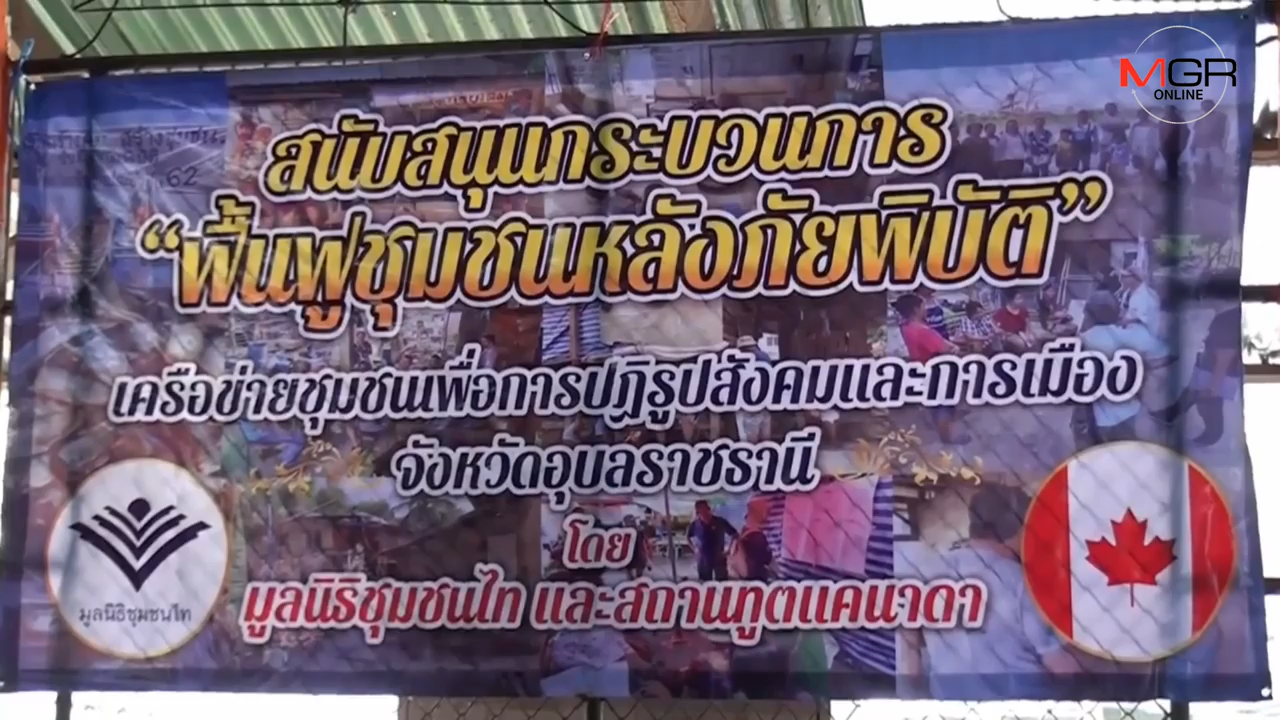 MGR
ONLINE
สนับสนุนกระบวนการ
“ฟื้นฟูชุมชนหลังภัยพิบัติ”
เครือข่ายชุมชนเพื่อการปฏิรูปสังคมและการเมือง
จังหวัดอุบลราชธานี
โดย
มูลนิธิชุมชนไท และสถานทูตแคนาดา
มูลนิธิชุมชนไท
62